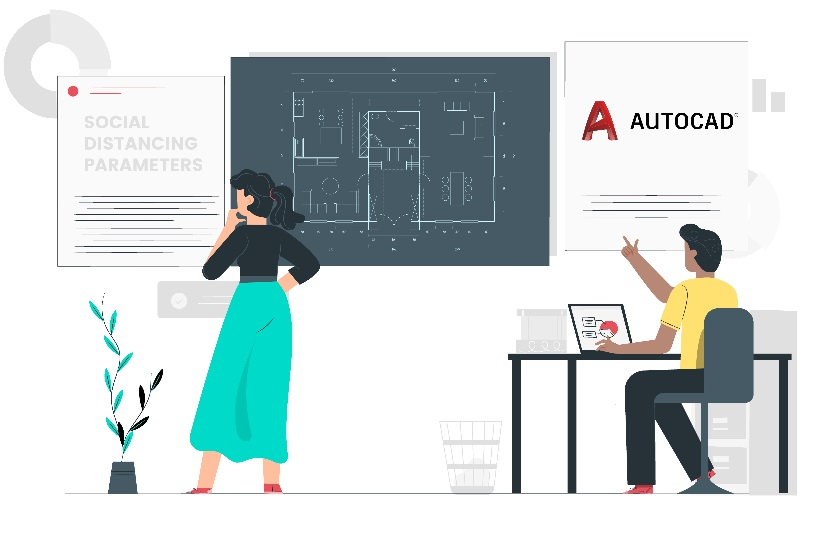 SOCIAL
DISTANCING
PARAMETERS
AUTOCAD